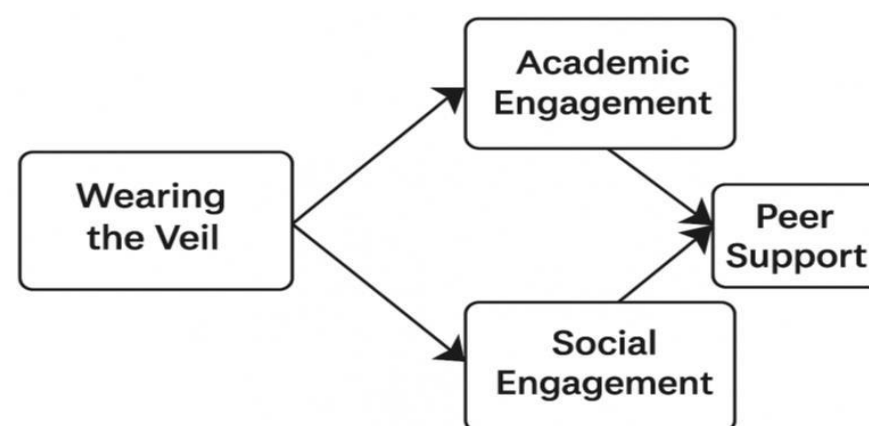 Wearing
the Veil
Academic
Engagement
Social
Engagement
Peer
Support